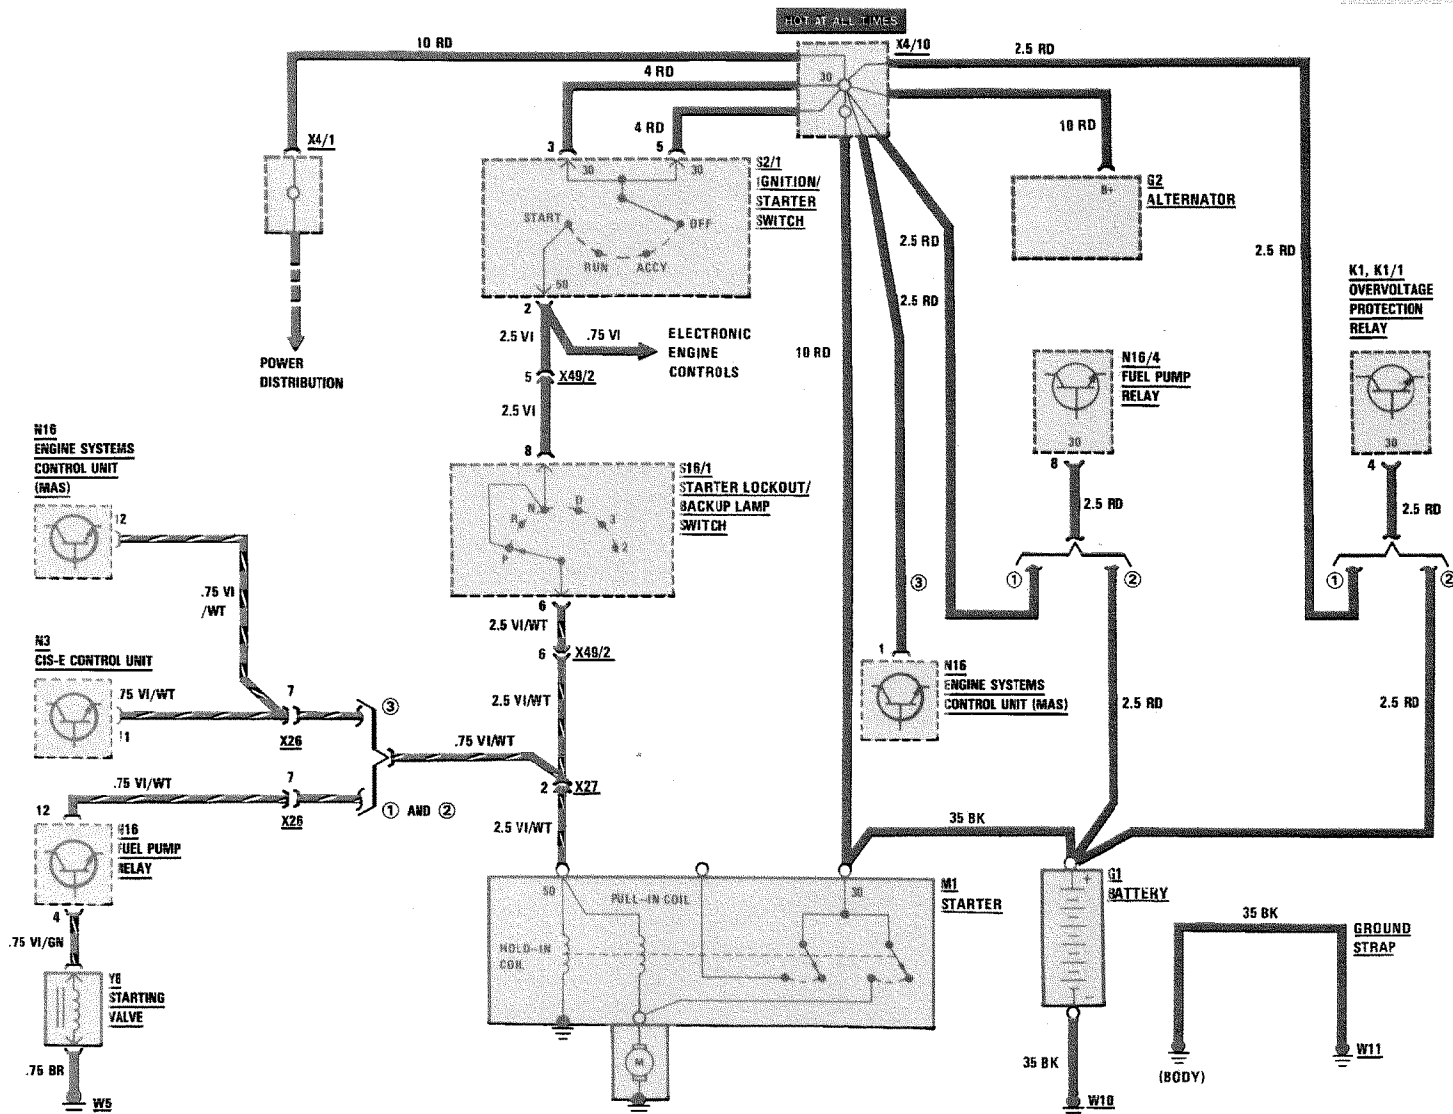 HOT AT ALL TIMES
10 RD
X4/10
2.5 RD
4 RD
30
4 RD
10 RD
X4/1
3
5
30
30
S2/1
IGNITION/
STARTER
SWITCH
START
OFF
RUN
ACCY
50
B+
G2
ALTERNATOR
2.5 RD
2.5 RD
2.5 RD
K1, K1/1
OVERVOLTAGE
PROTECTION
RELAY
2
2.5 VI
.75 VI
ELECTRONIC
ENGINE
CONTROLS
10 RD
POWER
DISTRIBUTION
5
X49/2
N16/4
FUEL PUMP
RELAY
2.5 VI
30
30
N16
ENGINE SYSTEMS
CONTROL UNIT
(MAS)
8
8
4
S16/1
STARTER LOCKOUT/
BACKUP LAMP
SWITCH
2.5 RD
2.5 RD
N
D
R
3
P
2
12
①
②
①
②
③
.75 VI
/WT
6
2.5 VI/WT
6
X49/2
N3
CIS-E CONTROL UNIT
1
N16
ENGINE SYSTEMS
CONTROL UNIT (MAS)
.75 VI/WT
7
③
2.5 VI/WT
2.5 RD
2.5 RD
X26
.75 VI/WT
.75 VI/WT
7
2
X27
12
X26
① AND ②
2.5 VI/WT
35 BK
N16
FUEL PUMP
RELAY
50
PULL-IN COIL
30
M1
STARTER
+
G1
BATTERY
4
35 BK
GROUND
STRAP
.75 VI/GN
HOLD-IN
COIL
Y8
STARTING
VALVE
-
M
35 BK
(BODY)
W11
.75 BR
W5
W10